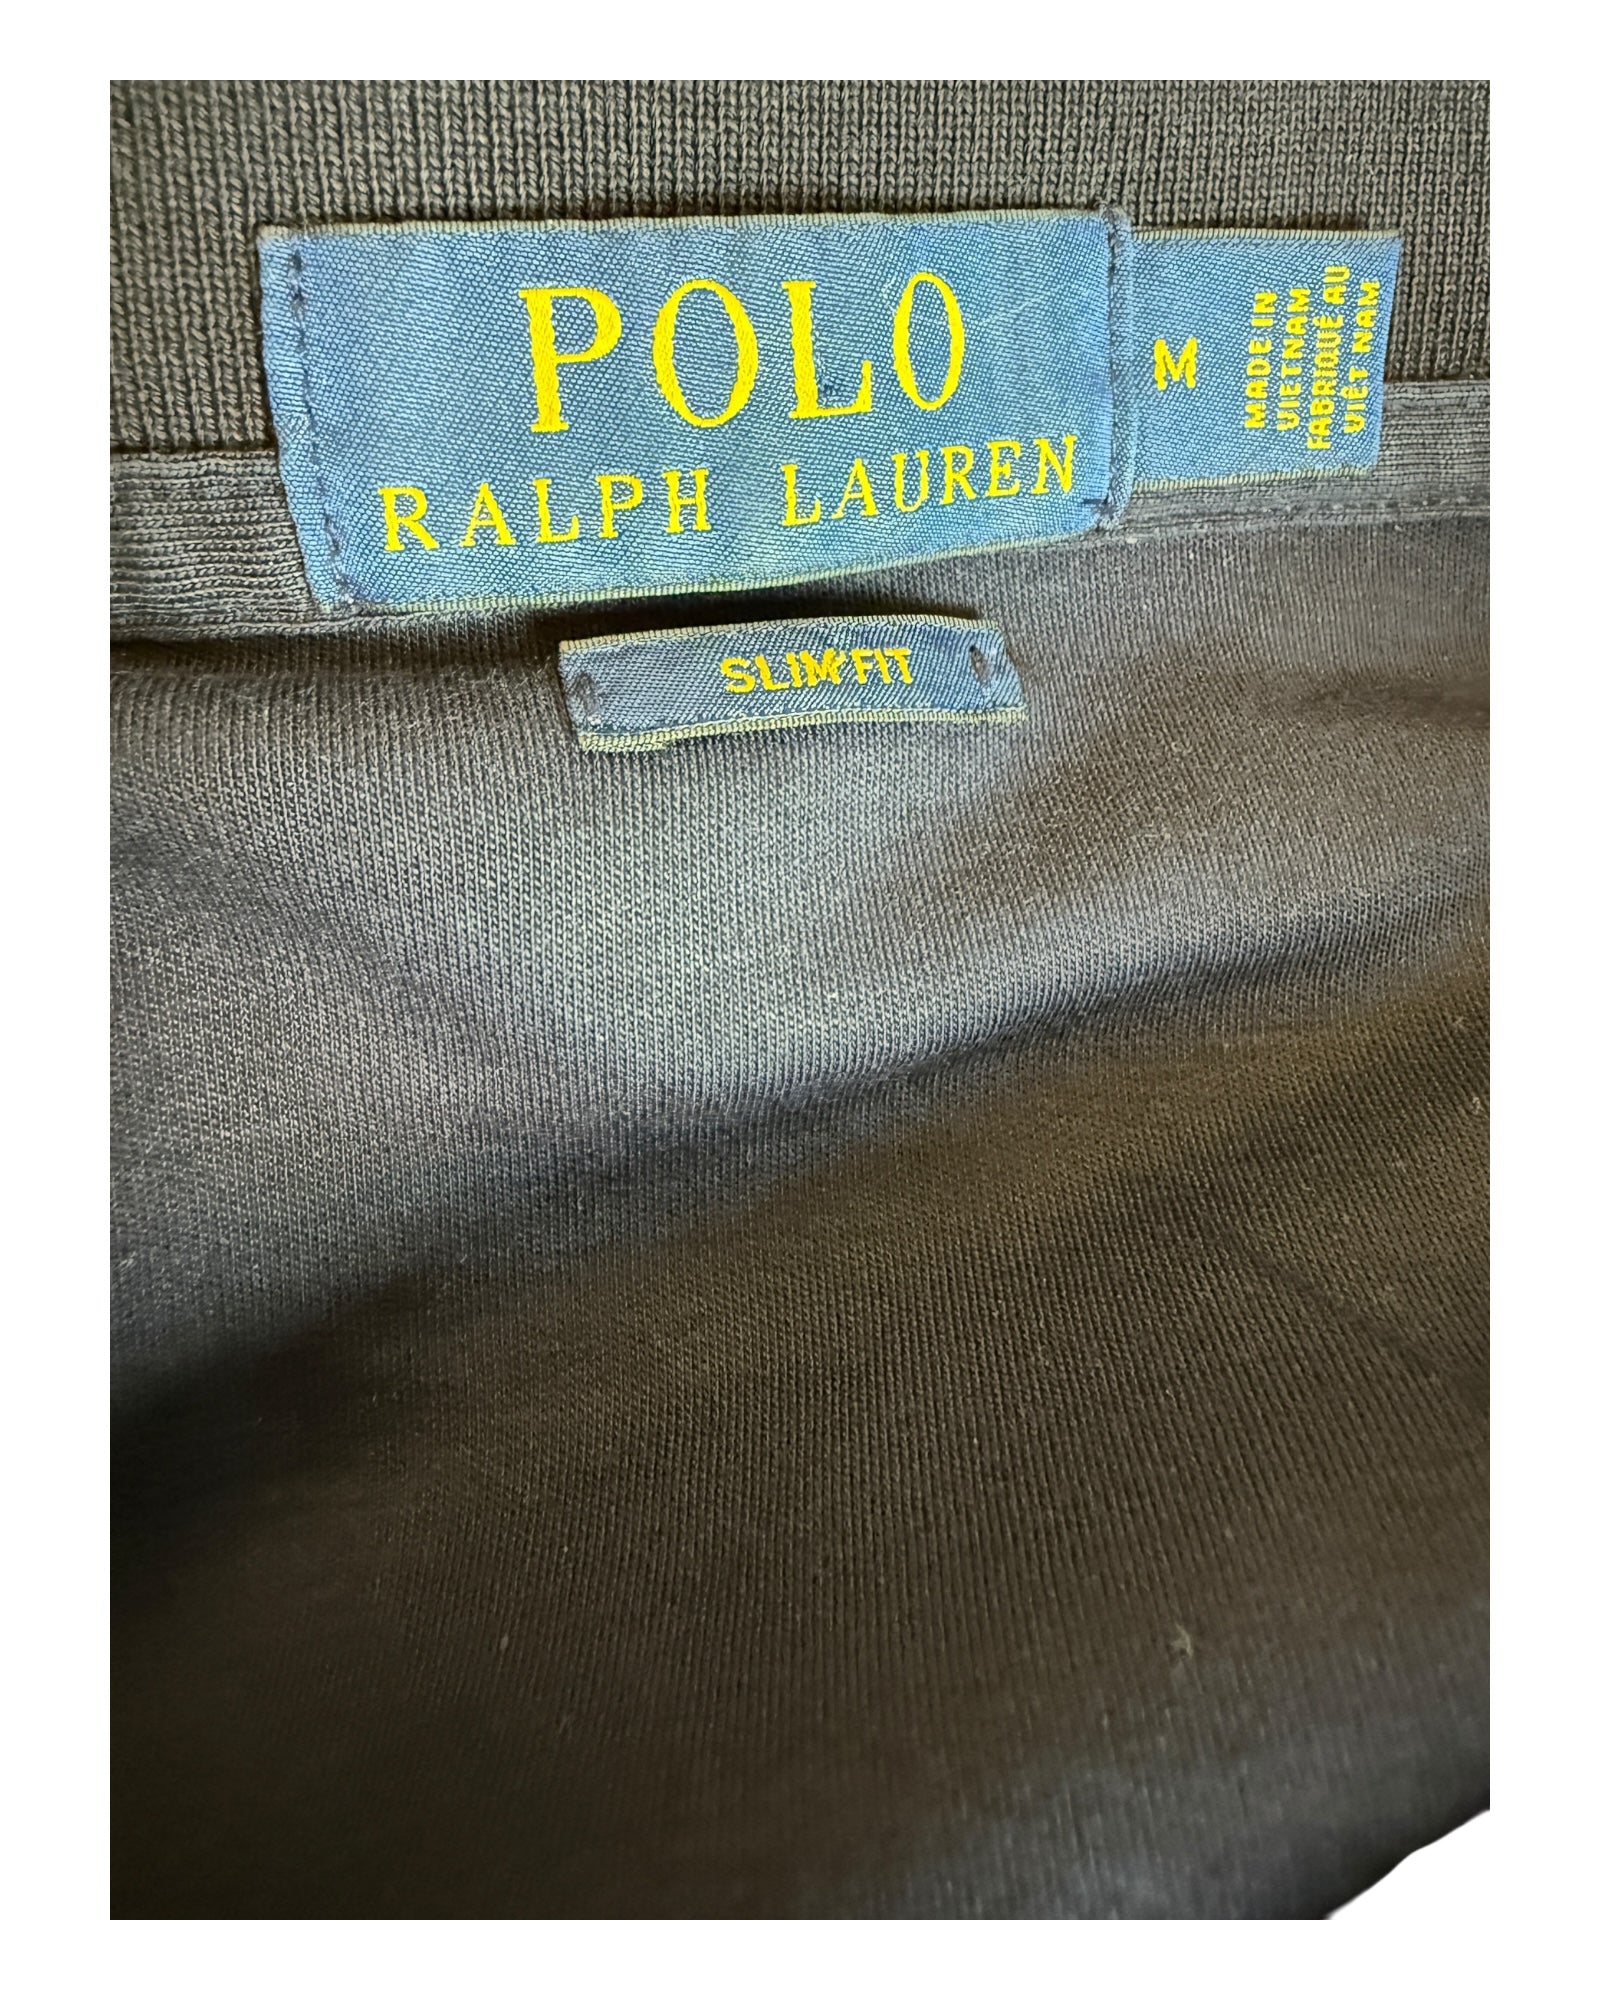 POLO
RALPH LAUREN
M
MADE IN
VIETNAM
FABRIQUÉ AU
VIÊT NAM
SLIM FIT